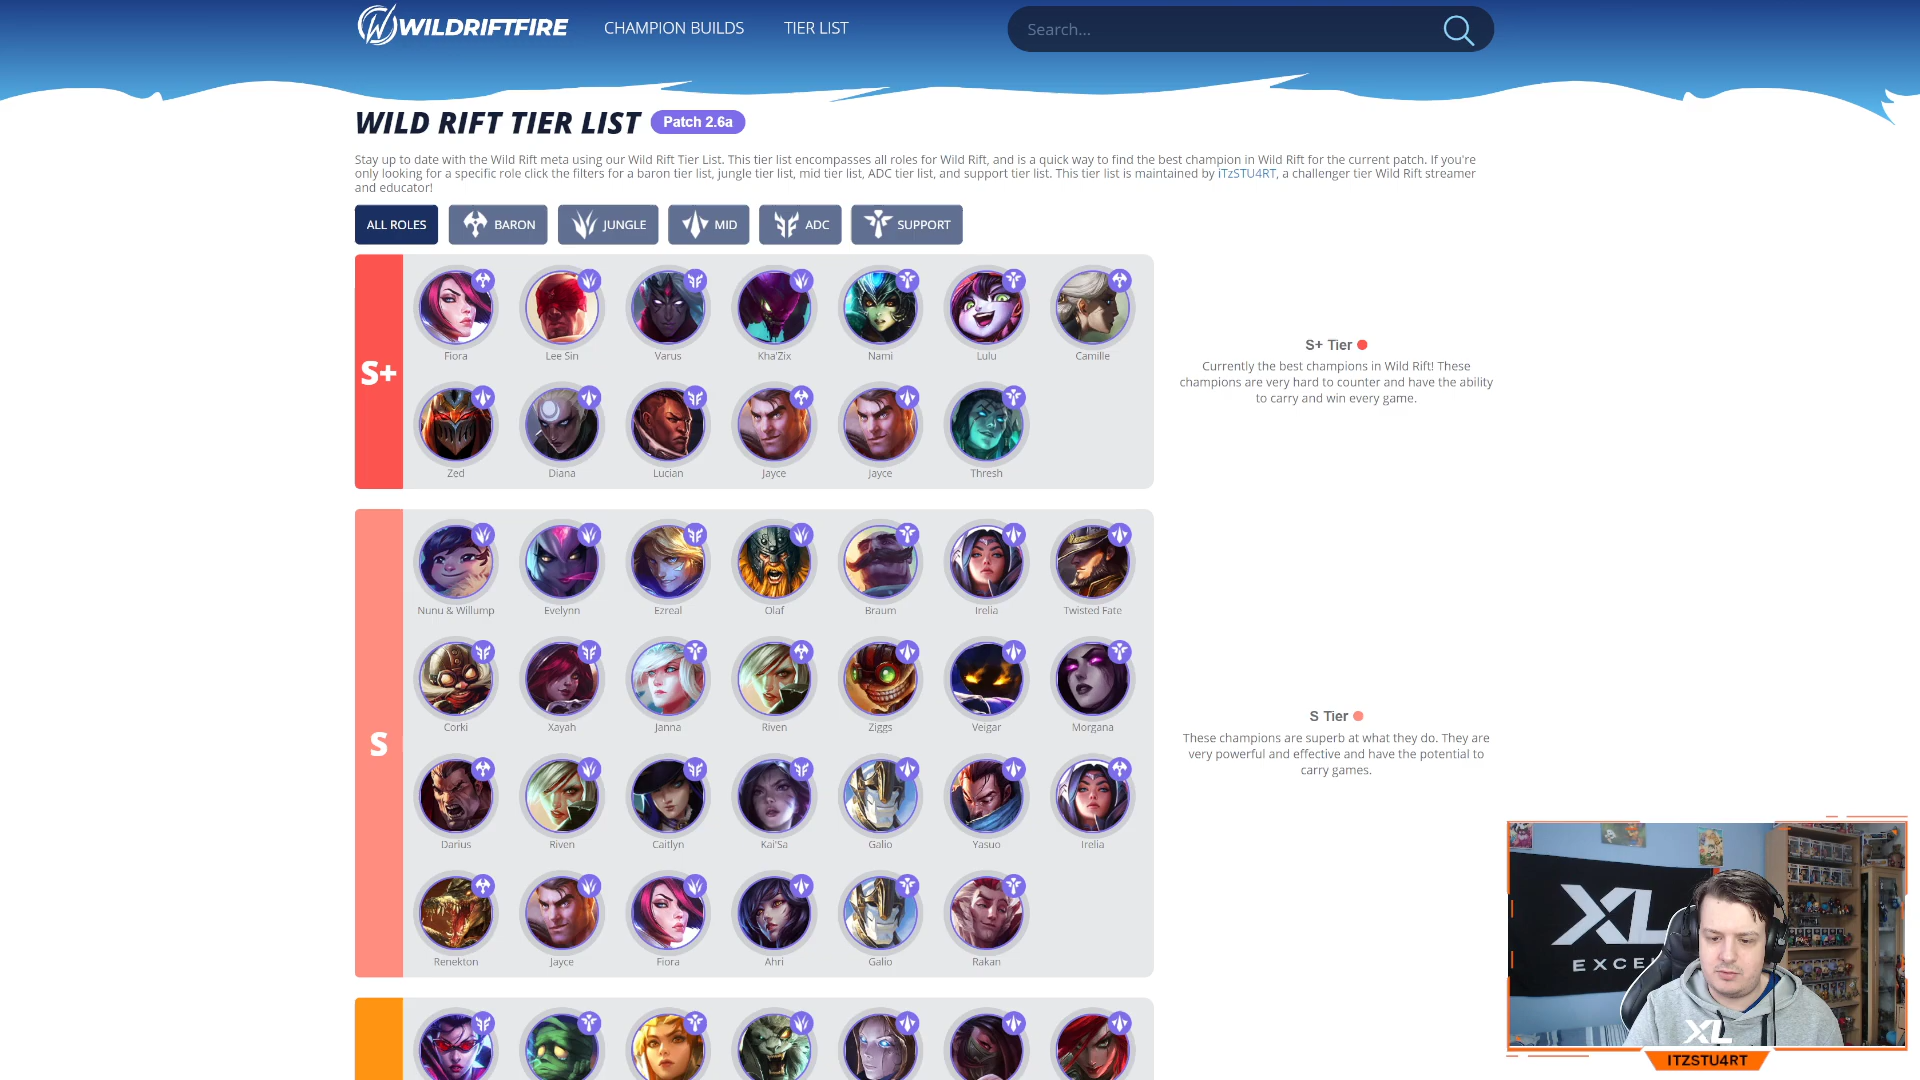 WILDRIFTFIRE
CHAMPION BUILDS
TIER LIST
Search...
WILD RIFT TIER LIST
Patch 2.6a
Stay up to date with the Wild Rift meta using our Wild Rift Tier List. This tier list encompasses all roles for Wild Rift, and is a quick way to find the best champion in Wild Rift for the current patch. If you're
only looking for a specific role click the filters for a baron tier list, jungle tier list, mid tier list, ADC tier list, and support tier list. This tier list is maintained by iTzSTU4RT, a challenger tier Wild Rift streamer
and educator!
ALL ROLES
BARON
JUNGLE
MID
ADC
SUPPORT
S+
Fiora
Lee Sin
Varus
Kha'Zix
Nami
Lulu
Camille
Zed
Diana
Lucian
Jayce
Jayce
Thresh
S+ Tier
Currently the best champions in Wild Rift! These
champions are very hard to counter and have the ability
to carry and win every game.
S
Nunu & Willump
Evelynn
Ezreal
Olaf
Braum
Irelia
Twisted Fate
Corki
Xayah
Janna
Riven
Ziggs
Veigar
Morgana
Darius
Riven
Caitlyn
Kai'Sa
Galio
Yasuo
Irelia
Renekton
Jayce
Fiora
Ahri
Galio
Rakan
S Tier
These champions are superb at what they do. They are
very powerful and effective and have the potential to
carry games.
XL
EXCE
XL
ITZSTU4RT